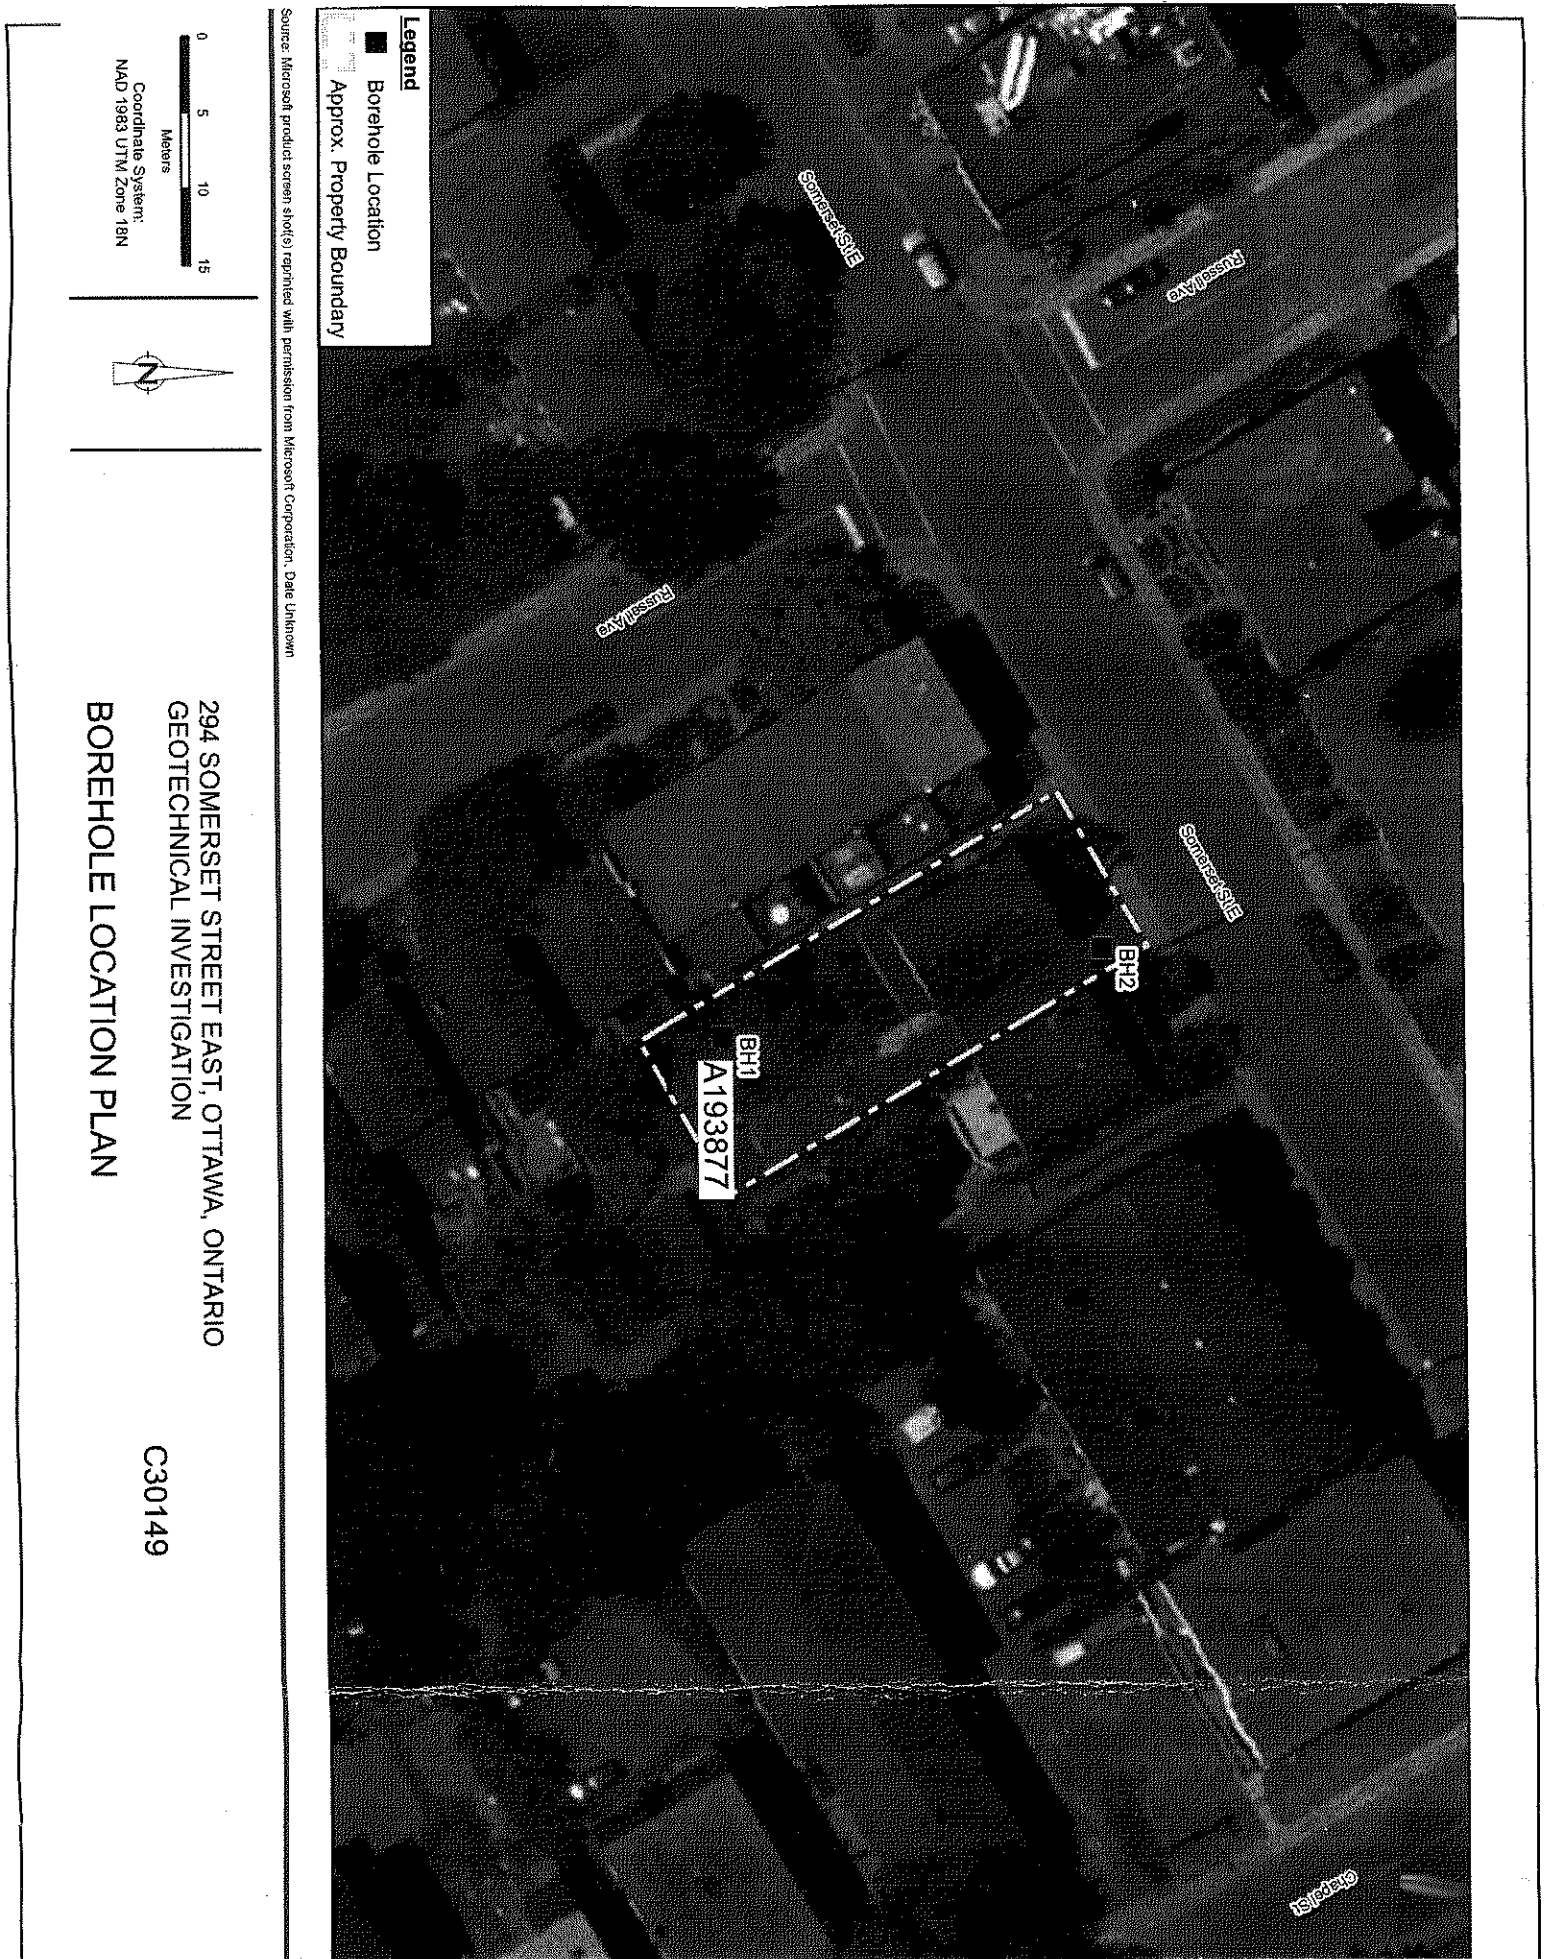 Somerset St E
Russell Ave
Russell Ave
Somerset St E
BH2
BH1
A193877
Chapel St
Legend
Borehole Location
Approx. Property Boundary
Source: Microsoft product screen shot(s) reprinted with permission from Microsoft Corporation, Date Unknown
0 5 10 15
Meters
Coordinate System:
NAD 1983 UTM Zone 18N
N
294 SOMERSET STREET EAST, OTTAWA, ONTARIO
GEOTECHNICAL INVESTIGATION
BOREHOLE LOCATION PLAN
C30149